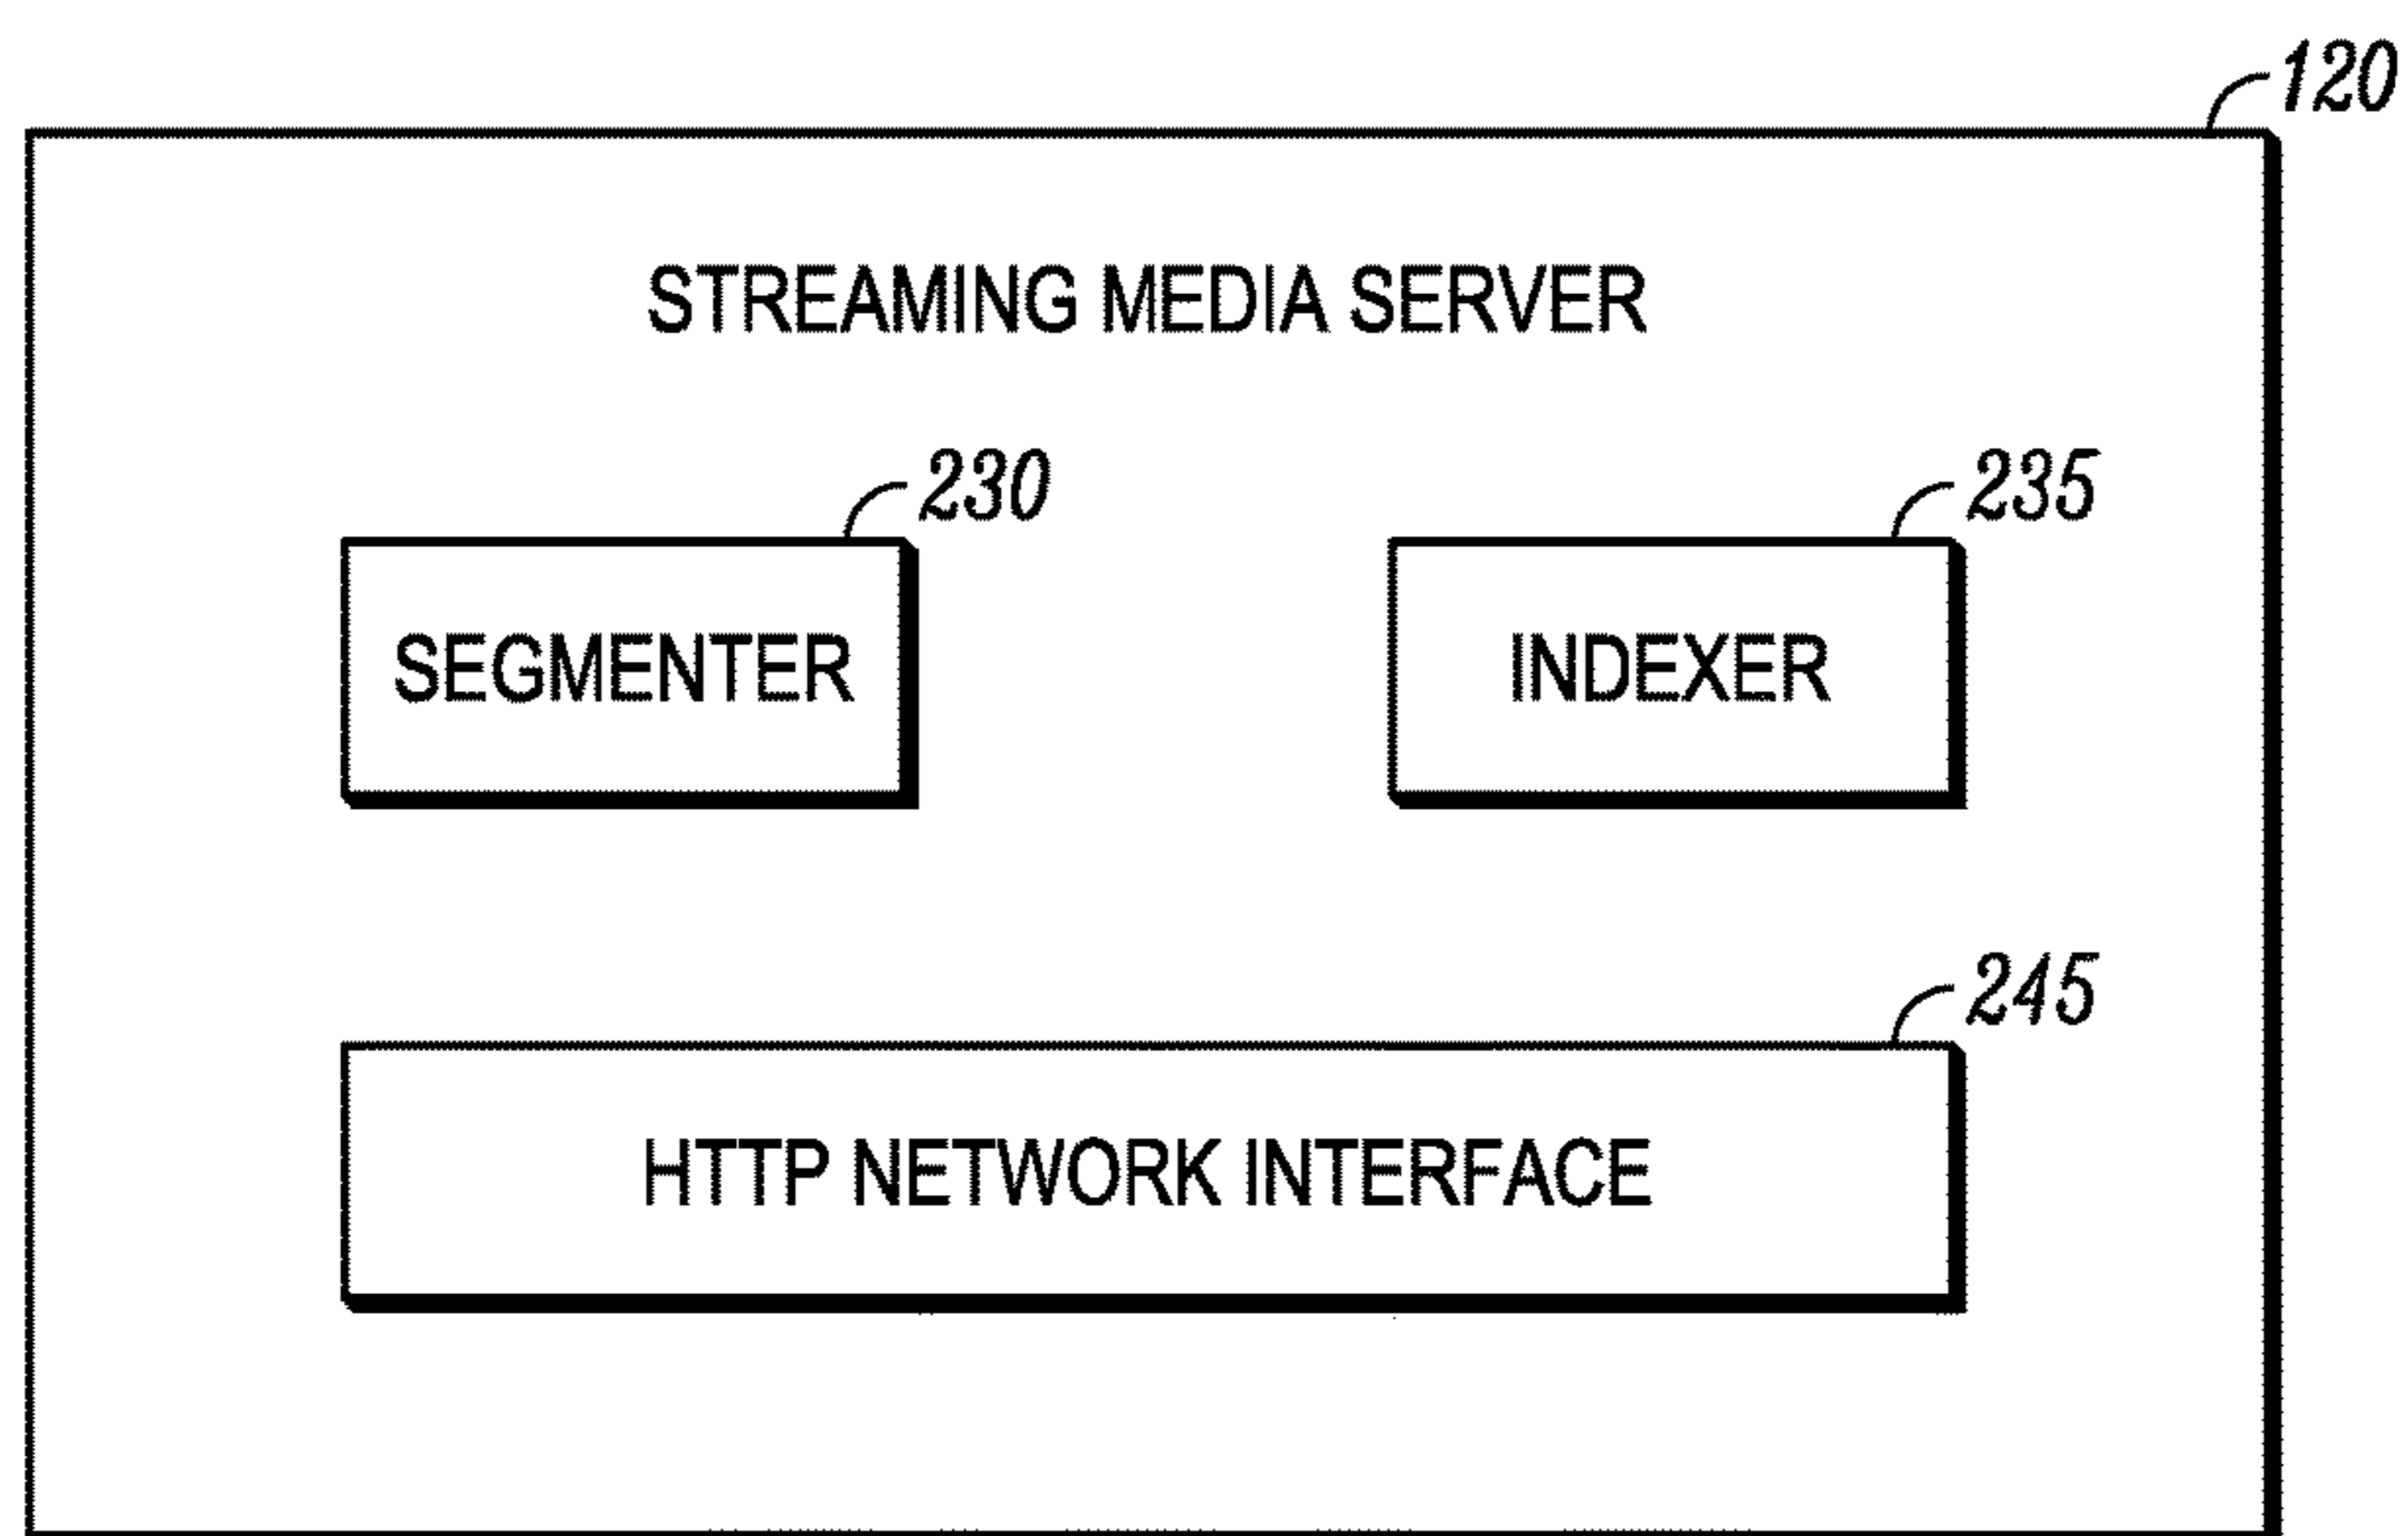 120
STREAMING MEDIA SERVER
230
235
SEGMENTER
INDEXER
245
HTTP NETWORK INTERFACE